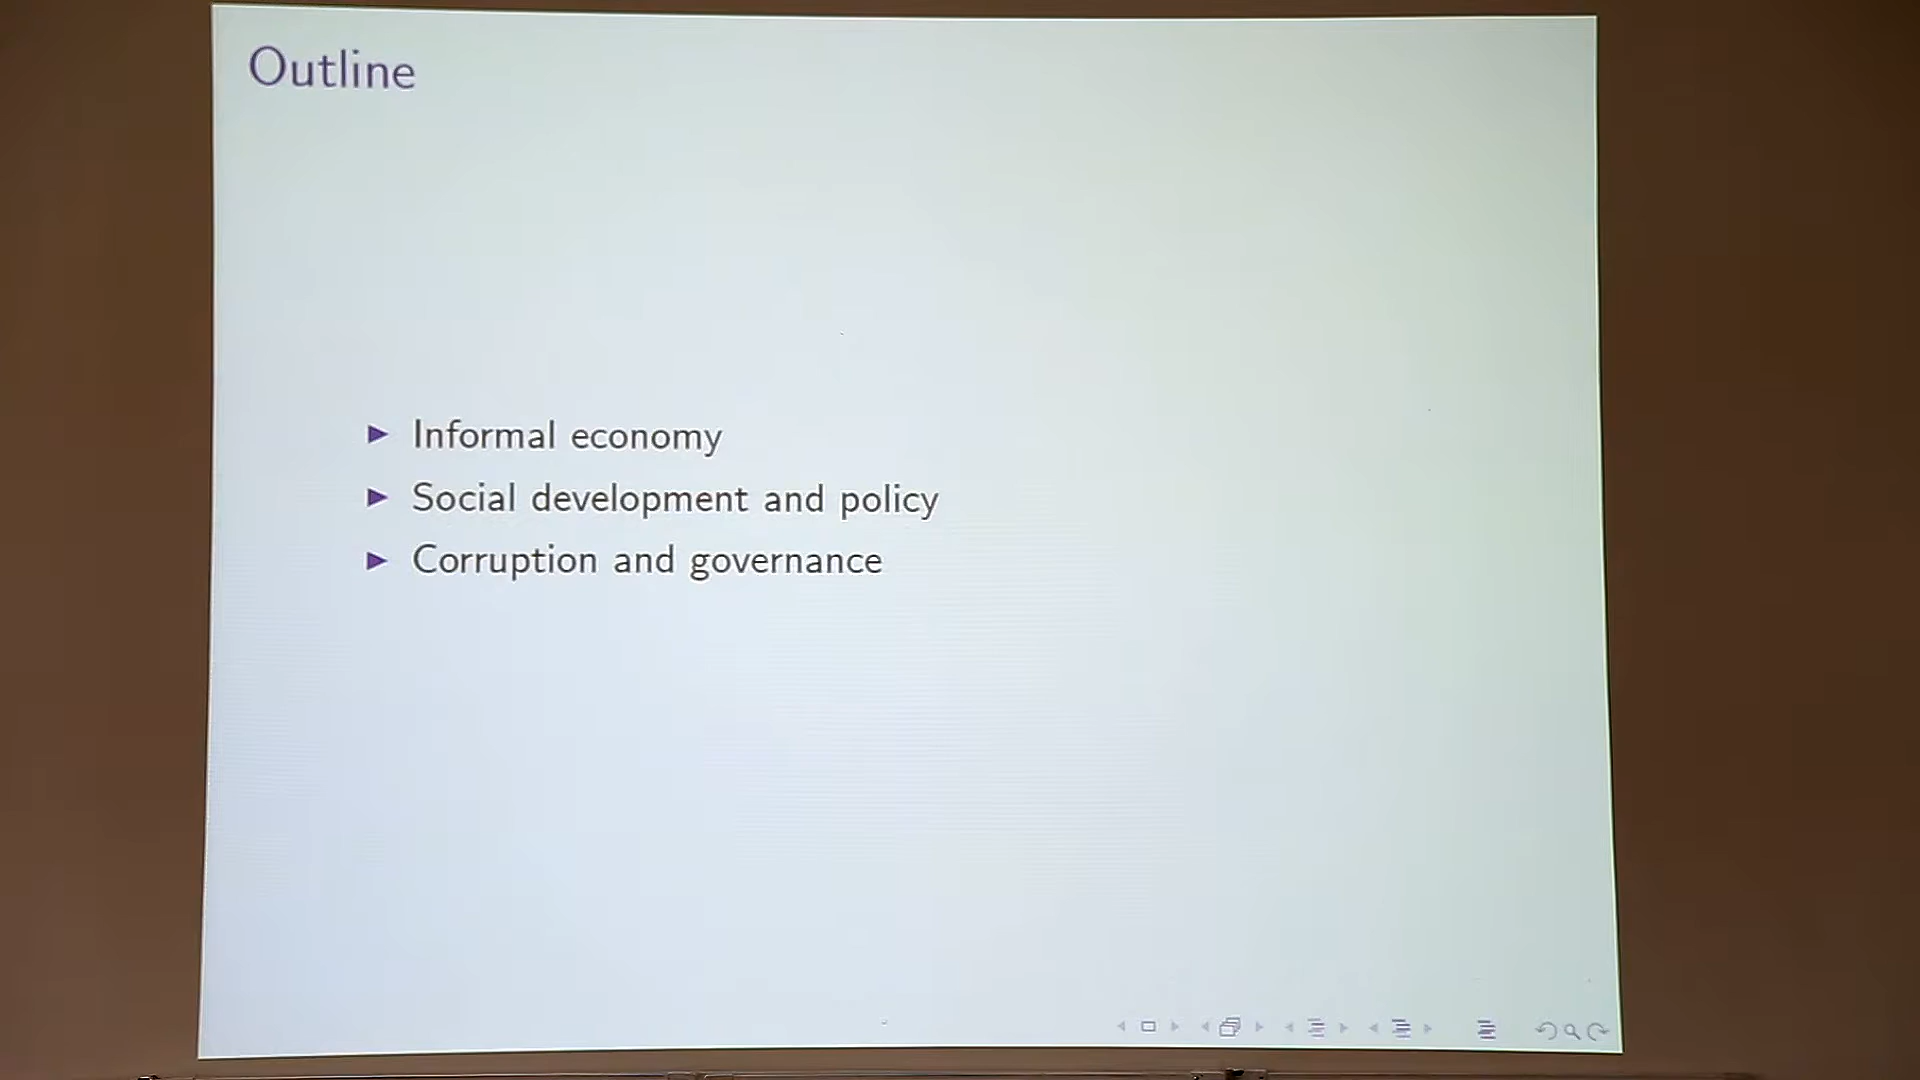 Outline
Informal economy
Social development and policy
Corruption and governance